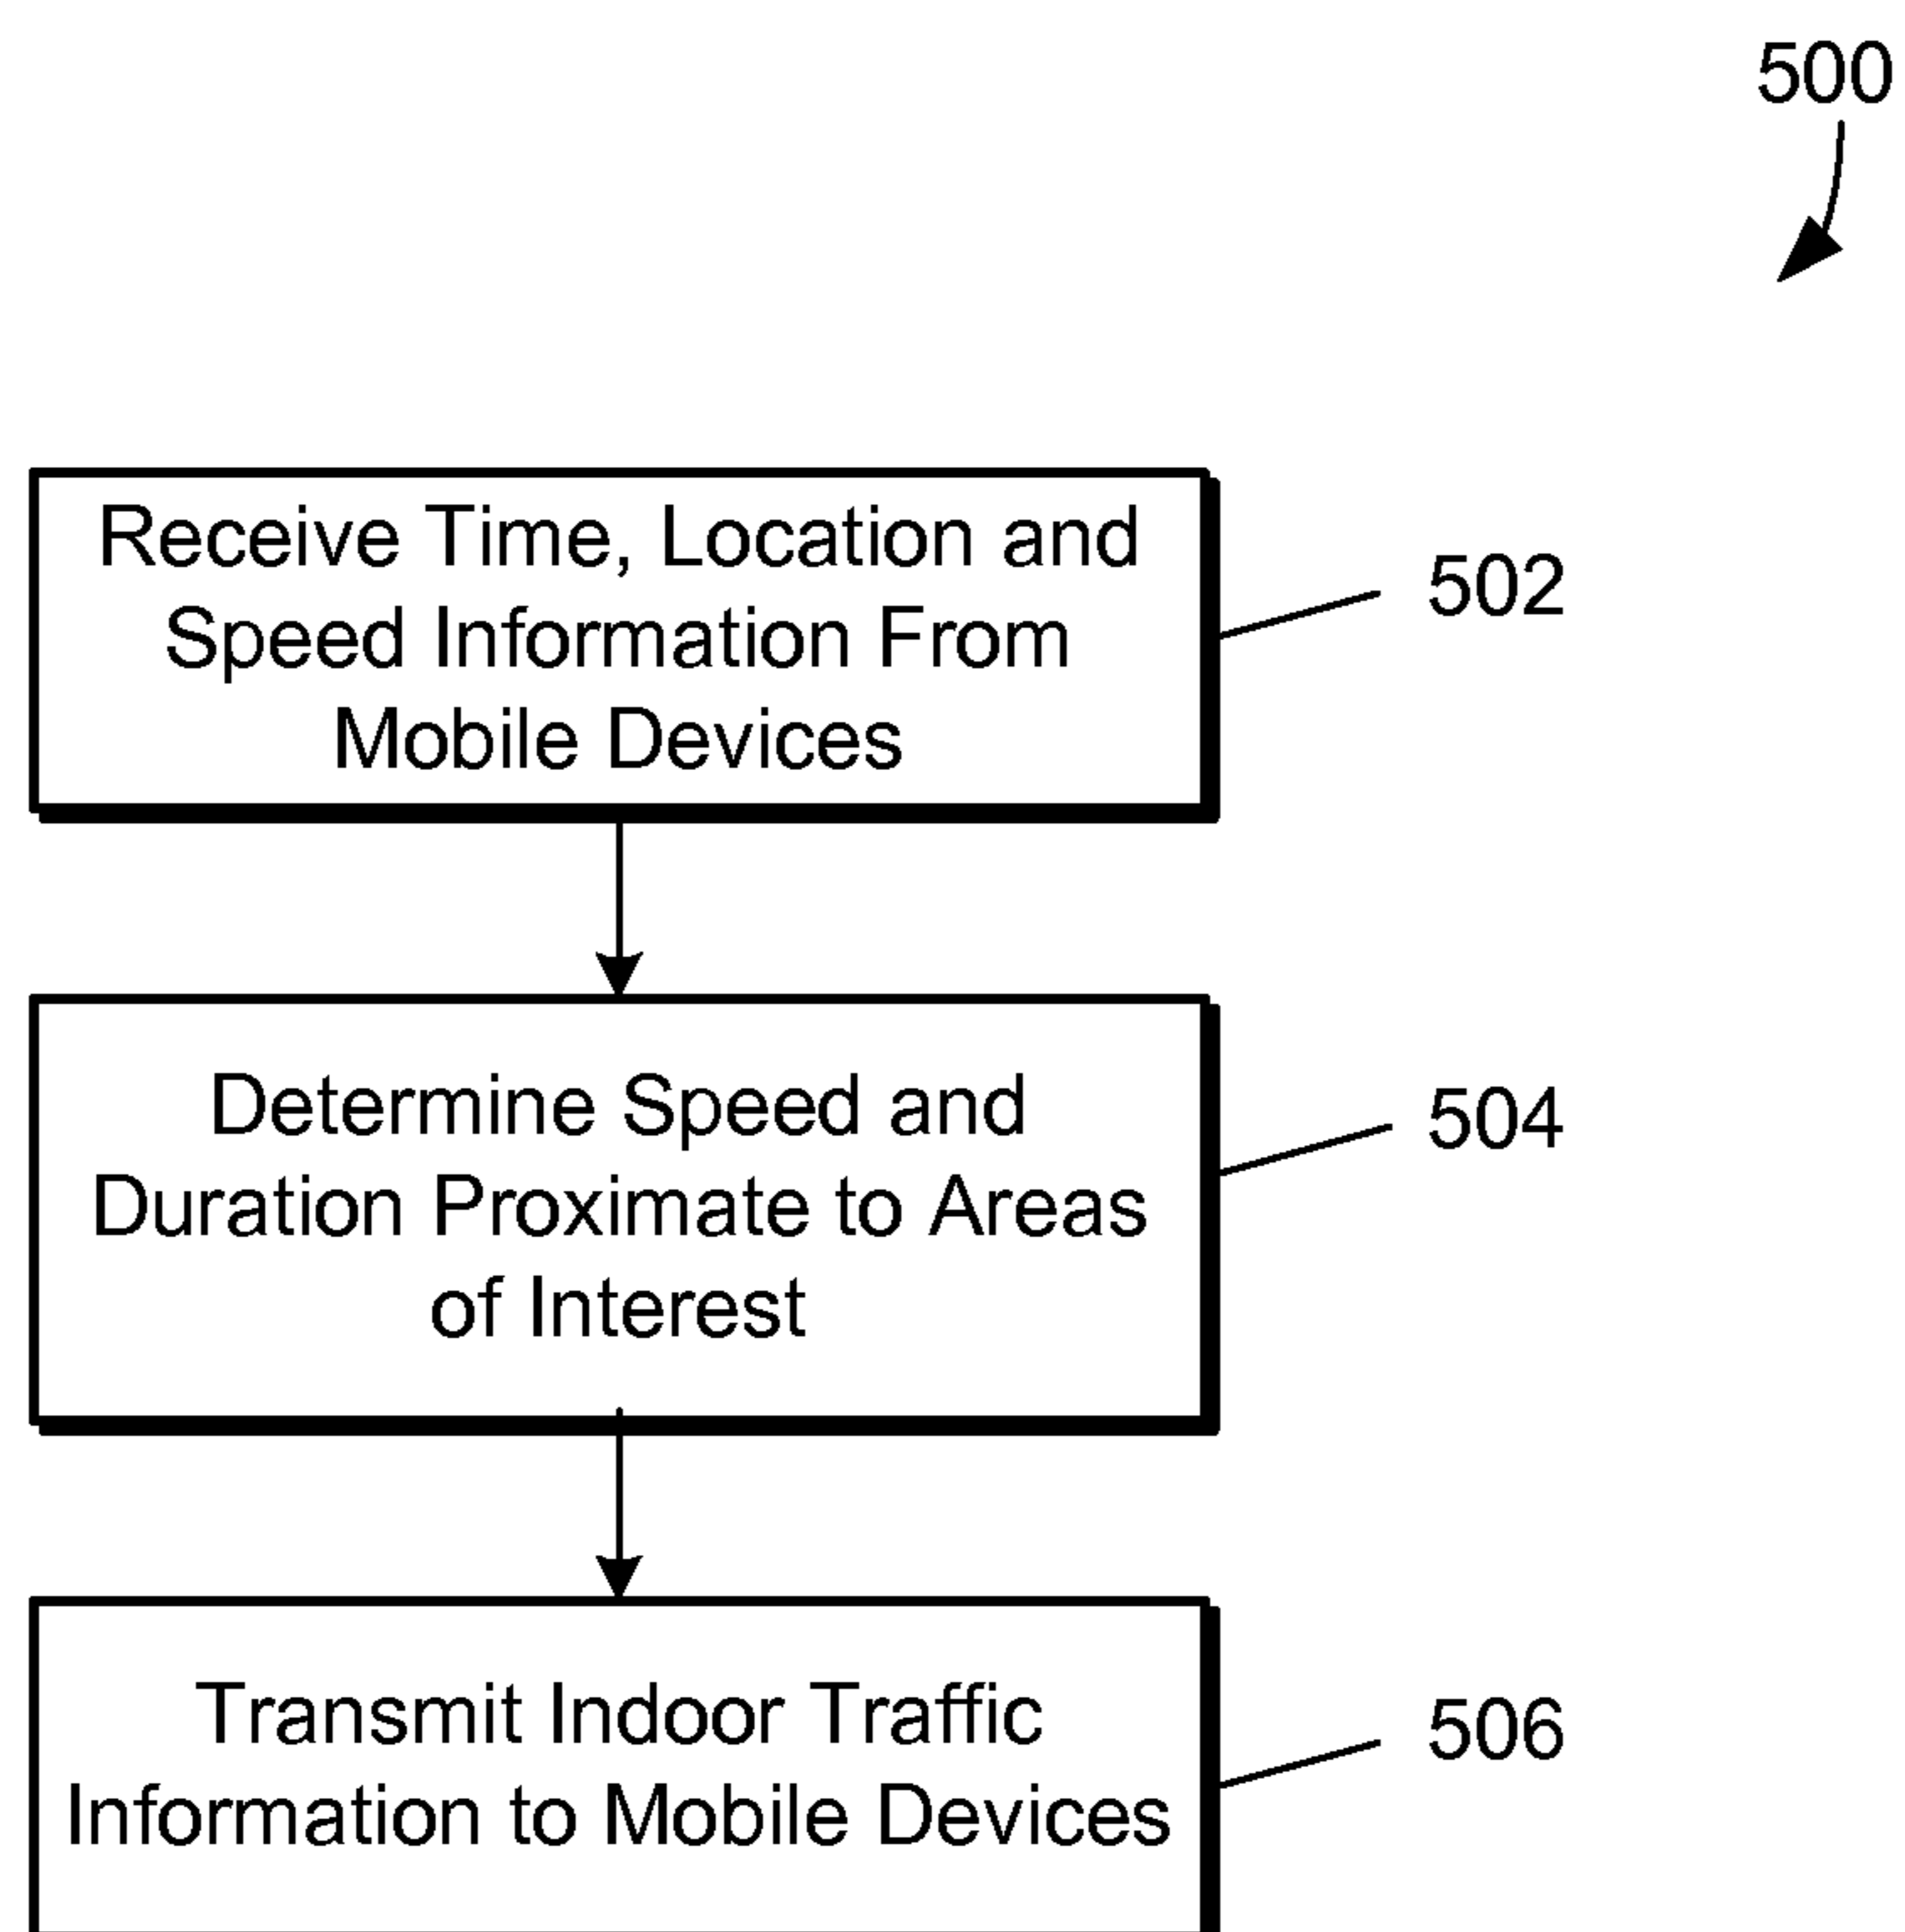 500
Receive Time, Location and
Speed Information From
Mobile Devices
502
Determine Speed and
Duration Proximate to Areas
of Interest
504
Transmit Indoor Traffic
Information to Mobile Devices
506